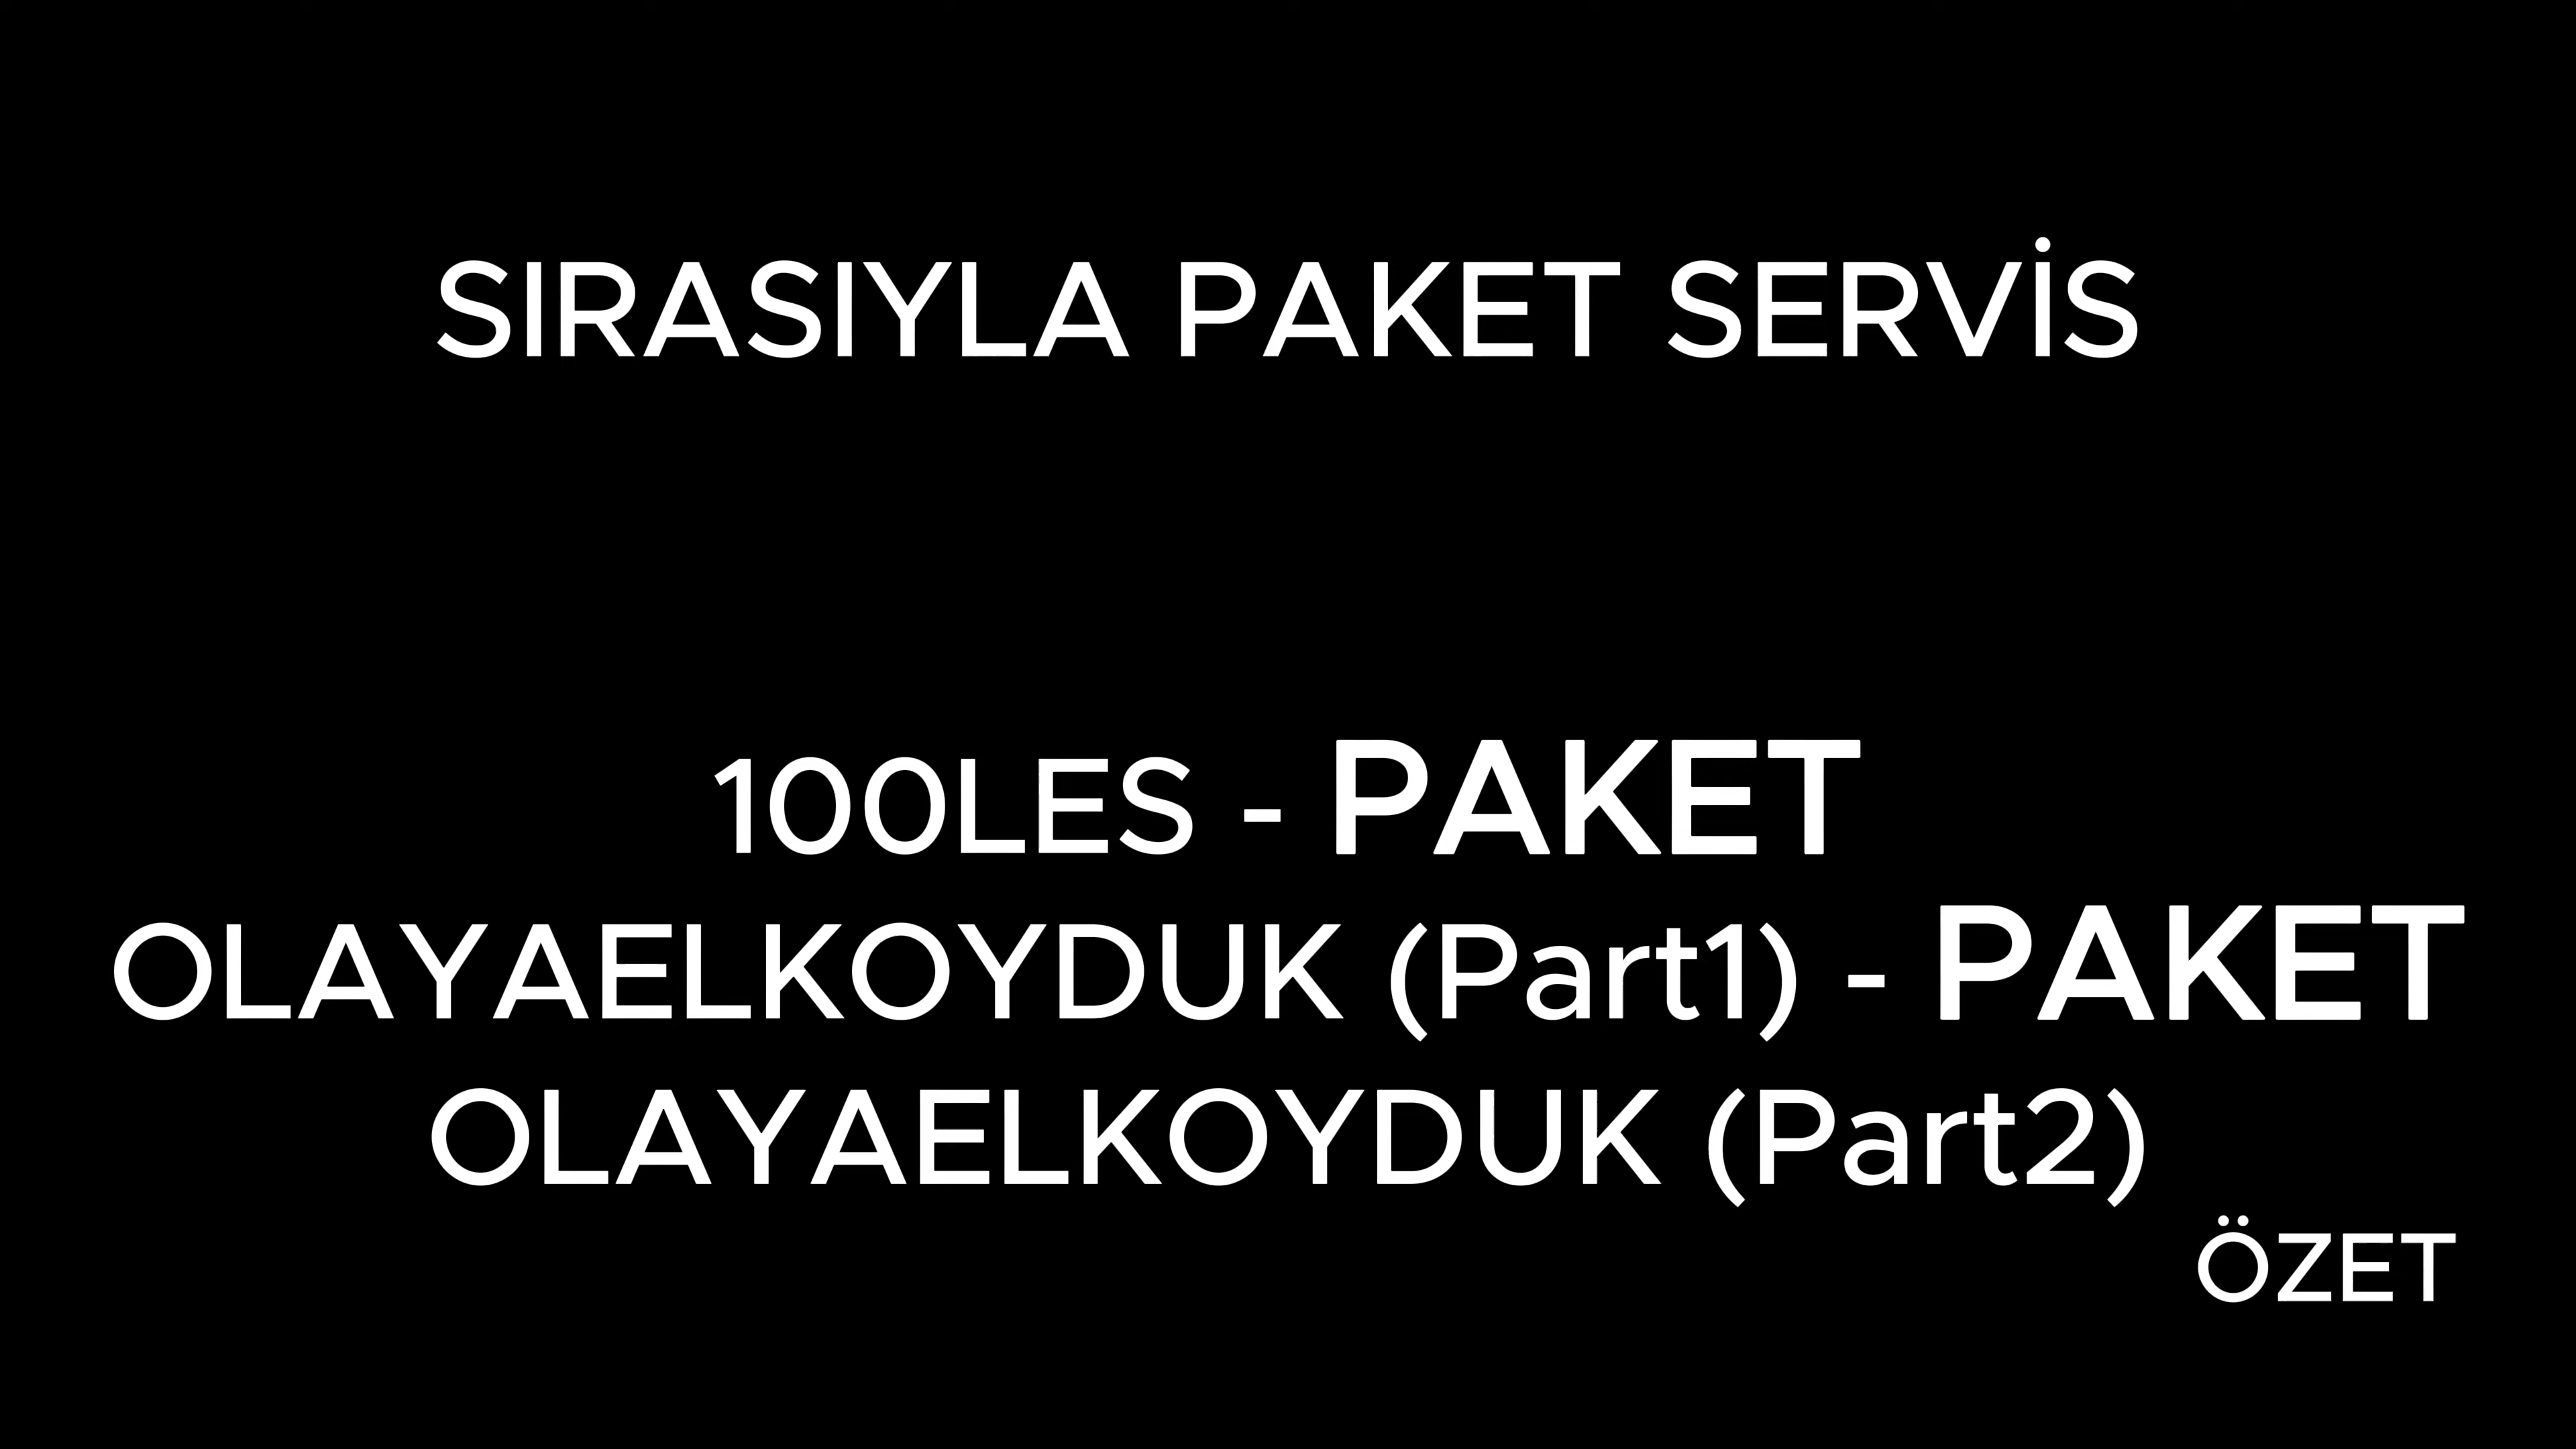 SIRASIYLA PAKET SERVİS
100LES - PAKET
OLAYAELKOYDUK (Part1) - PAKET
OLAYAELKOYDUK (Part2)
ÖZET